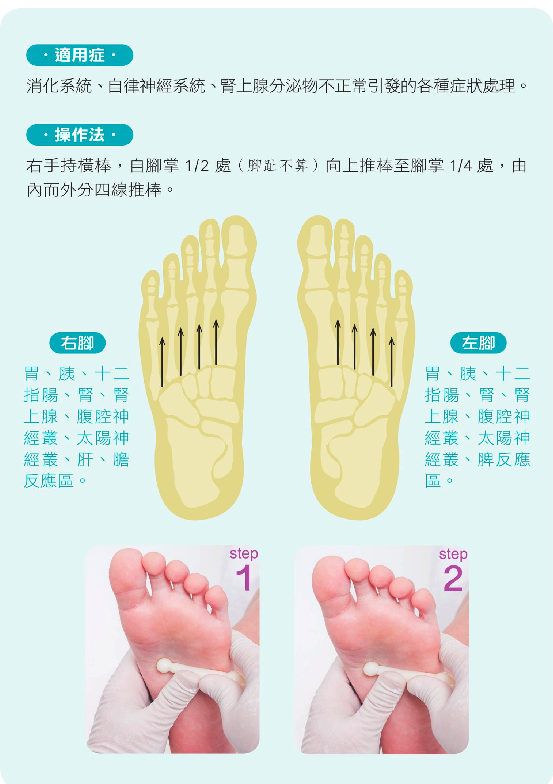 ·適用症·
消化系統、自律神經系統、腎上腺分泌物不正常引發的各種症狀處理。
·操作法·
右手持橫棒，自腳掌 1/2 處（腳趾不算）向上推棒至腳掌 1/4 處，由
內而外分四線推棒。
右腳
胃、胰、十二
指腸、腎、腎
上腺、腹腔神
經叢、太陽神
經叢、肝、膽
反應區。
左腳
胃、胰、十二
指腸、腎、腎
上腺、腹腔神
經叢、太陽神
經叢、脾反應
區。
step
1
step
2